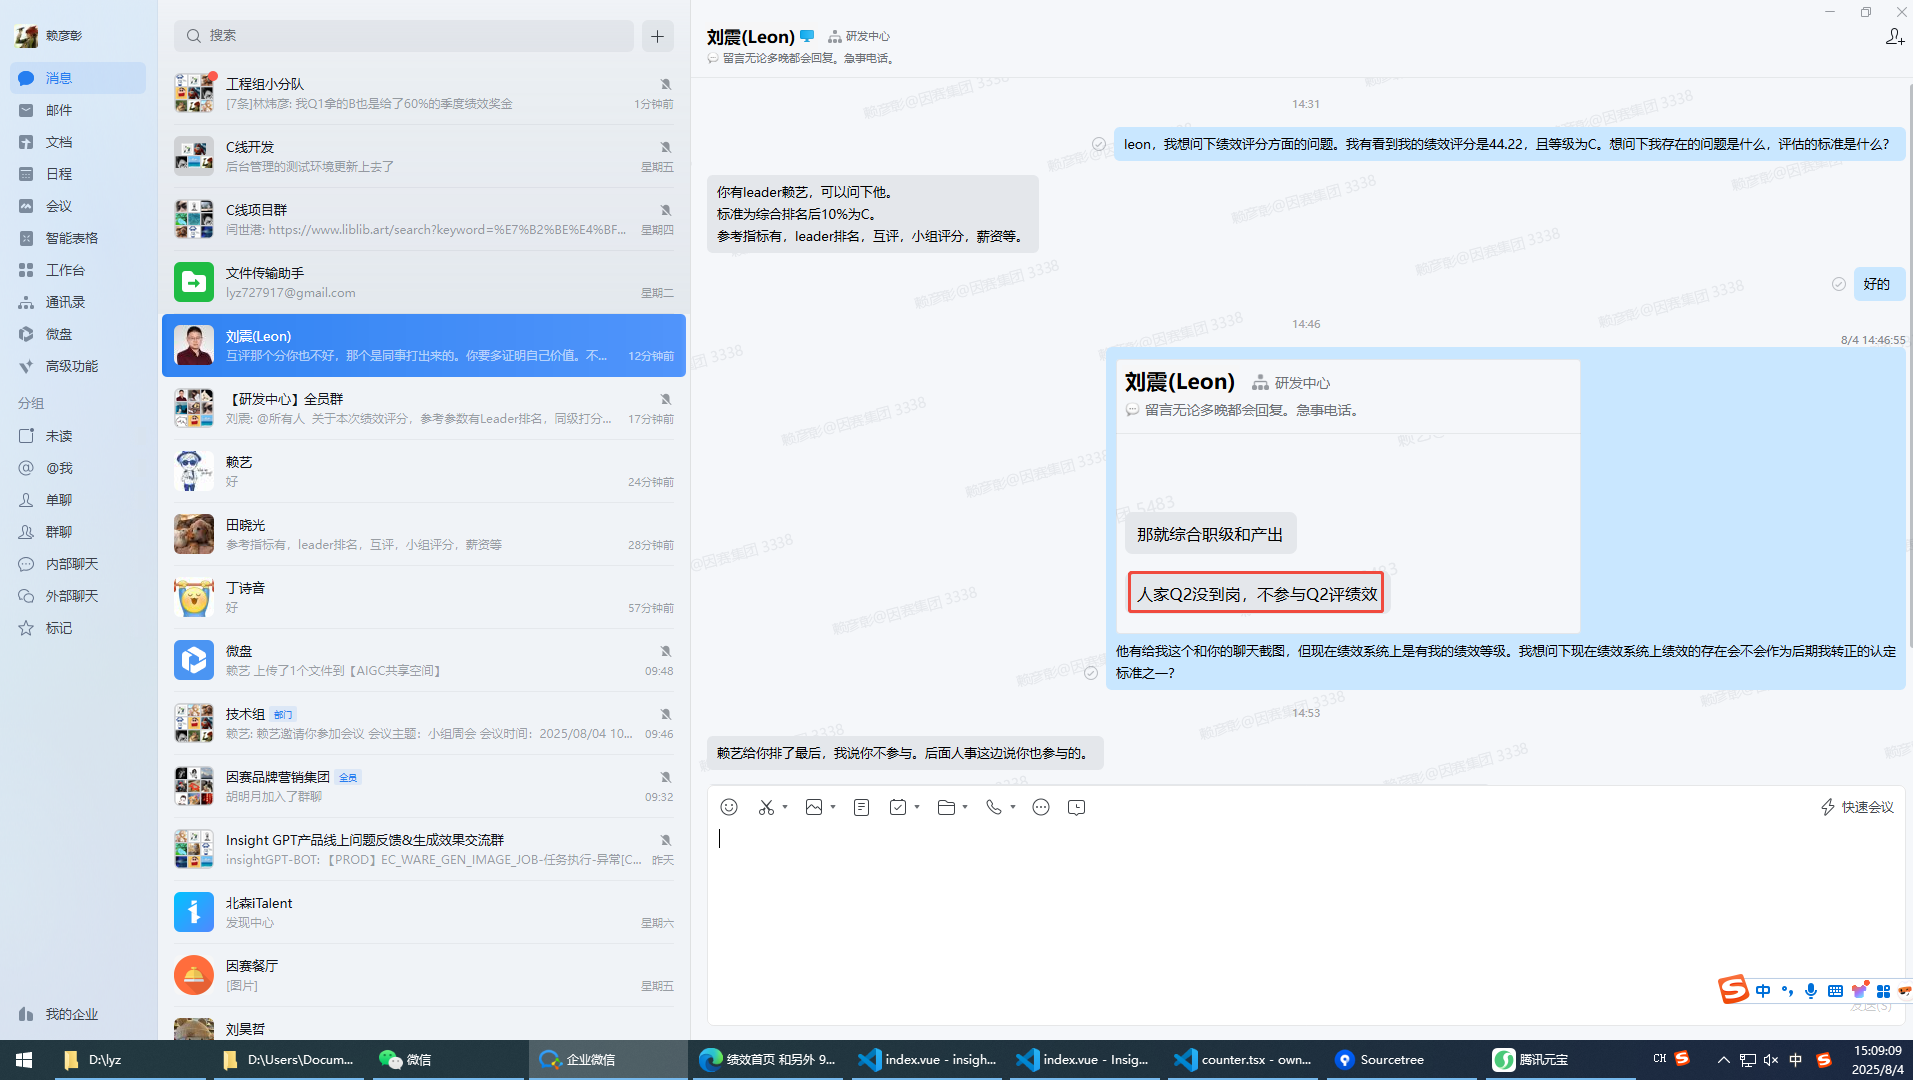 赖彦彰
消息
邮件
文档
日程
会议
智能表格
工作台
通讯录
微盘
高级功能
分组
未读
@我
单聊
群聊
内部聊天
外部聊天
标记
我的企业
搜索
工程组小分队
[7条]林炜彦: 我Q1拿的B也是给了60%的季度绩效奖金
1分钟前
C线开发
后台管理的测试环境更新上去了
星期五
C线项目群
闫世港: https://www.liblib.art/search?keyword=%E7%B2%BE%E4%BF...
星期四
文件传输助手
lyz727917@gmail.com
星期二
刘震(Leon)
互评那个分你也不好，那个是同事打出来的。你要多证明自己价值。不...
12分钟前
【研发中心】全员群
刘震: @所有人 关于本次绩效评分，参考参数有Leader排名，同级打分...
17分钟前
赖艺
好
24分钟前
田晓光
参考指标有，leader排名，互评，小组评分，薪资等
28分钟前
丁诗音
好
57分钟前
微盘
赖艺 上传了1个文件到【AIGC共享空间】
09:48
技术组 部门
赖艺: 赖艺邀请你参加会议 会议主题：小组周会 会议时间：2025/08/04 10...
09:46
因赛品牌营销集团 全员
胡明月加入了群聊
09:32
Insight GPT产品线上问题反馈&生成效果交流群
insightGPT-BOT: 【PROD】EC_WARE_GEN_IMAGE_JOB-任务执行-异常[C...
昨天
北森iTalent
发现中心
星期六
因赛餐厅
[图片]
星期五
刘昊哲
刘震(Leon) 研发中心
留言无论多晚都会回复。急事电话。
14:31
leon，我想问下绩效评分方面的问题。我有看到我的绩效评分是44.22，且等级为C。想问下我存在的问题是什么，评估的标准是什么?
你有leader赖艺，可以问下他。
标准为综合排名后10%为C。
参考指标有，leader排名，互评，小组评分，薪资等。
好的
14:46
8/4 14:46:55
刘震(Leon) 研发中心
留言无论多晚都会回复。急事电话。
那就综合职级和产出
人家Q2没到岗，不参与Q2评绩效
他有给我这个和你的聊天截图，但现在绩效系统上是有我的绩效等级。我想问下现在绩效系统上绩效的存在会不会作为后期我转正的认定
标准之一?
14:53
赖艺给你排了最后，我说你不参与。后面人事这边说你也参与的。
赖彦彰@因赛集团 3338
快速会议
发送(S)
中
D:\lyz
D:\Users\Docum...
微信
企业微信
绩效首页 和另外 9...
index.vue - insigh...
index.vue - Insig...
counter.tsx - own...
Sourcetree
腾讯元宝
CH
中
15:09:09
2025/8/4